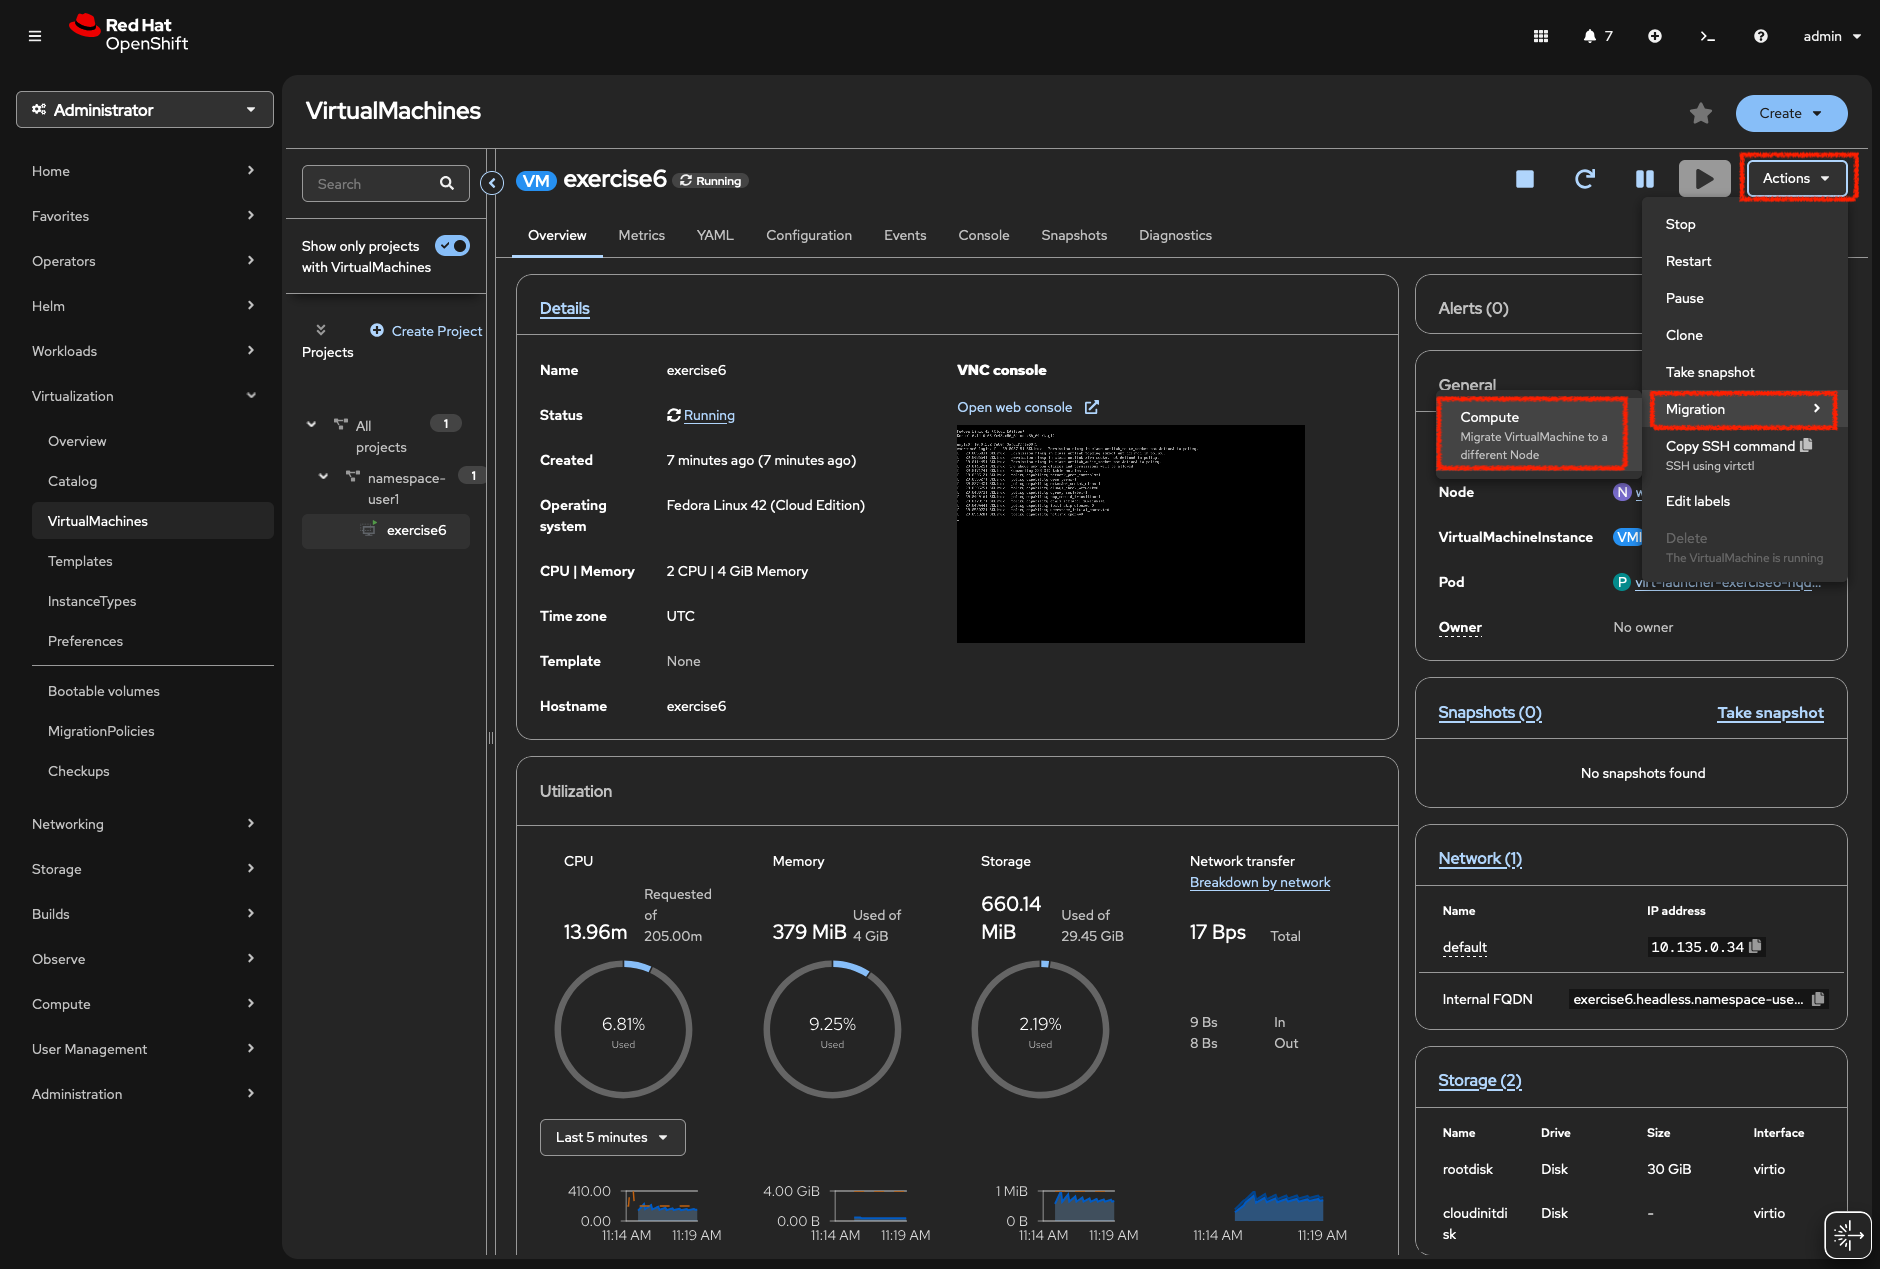 Red Hat
OpenShift
7
admin
Administrator
Home
Favorites
Operators
Helm
Workloads
Virtualization
Overview
Catalog
VirtualMachines
Templates
InstanceTypes
Preferences
Bootable volumes
MigrationPolicies
Checkups
Networking
Storage
Builds
Observe
Compute
User Management
Administration
VirtualMachines
Create
Search
Show only projects
with VirtualMachines
Create Project
Projects
All
projects
1
namespace-
user1
1
exercise6
VM exercise6 Running
Actions
Overview Metrics YAML Configuration Events Console Snapshots Diagnostics
Stop
Restart
Pause
Clone
Take snapshot
Migration
Copy SSH command
SSH using virtctl
Edit labels
Delete
The VirtualMachine is running
Compute
Migrate VirtualMachine to a
different Node
Details
Name exercise6
Status Running
Created 7 minutes ago (7 minutes ago)
Operating
system
Fedora Linux 42 (Cloud Edition)
CPU | Memory 2 CPU | 4 GiB Memory
Time zone UTC
Template None
Hostname exercise6
VNC console
Open web console
Alerts (0)
General
Node N
VirtualMachineInstance VMI
Pod P virt-launcher-exercise6-hqd...
Owner No owner
Snapshots (0) Take snapshot
No snapshots found
Network (1)
Name IP address
default 10.135.0.34
Internal FQDN exercise6.headless.namespace-use...
Storage (2)
Name Drive Size Interface
rootdisk Disk 30 GiB virtio
cloudinitdi
sk
Disk - virtio
Utilization
CPU
13.96m
Requested
of
205.00m
6.81%
Used
Memory
379 MiB
Used of
4 GiB
9.25%
Used
Storage
660.14
MiB
Used of
29.45 GiB
2.19%
Used
Network transfer
Breakdown by network
17 Bps Total
9 Bs In
8 Bs Out
Last 5 minutes
410.00
0.00
11:14 AM 11:19 AM
4.00 GiB
0.00 B
11:14 AM 11:19 AM
1 MiB
0 B
11:14 AM 11:19 AM
11:14 AM 11:19 AM